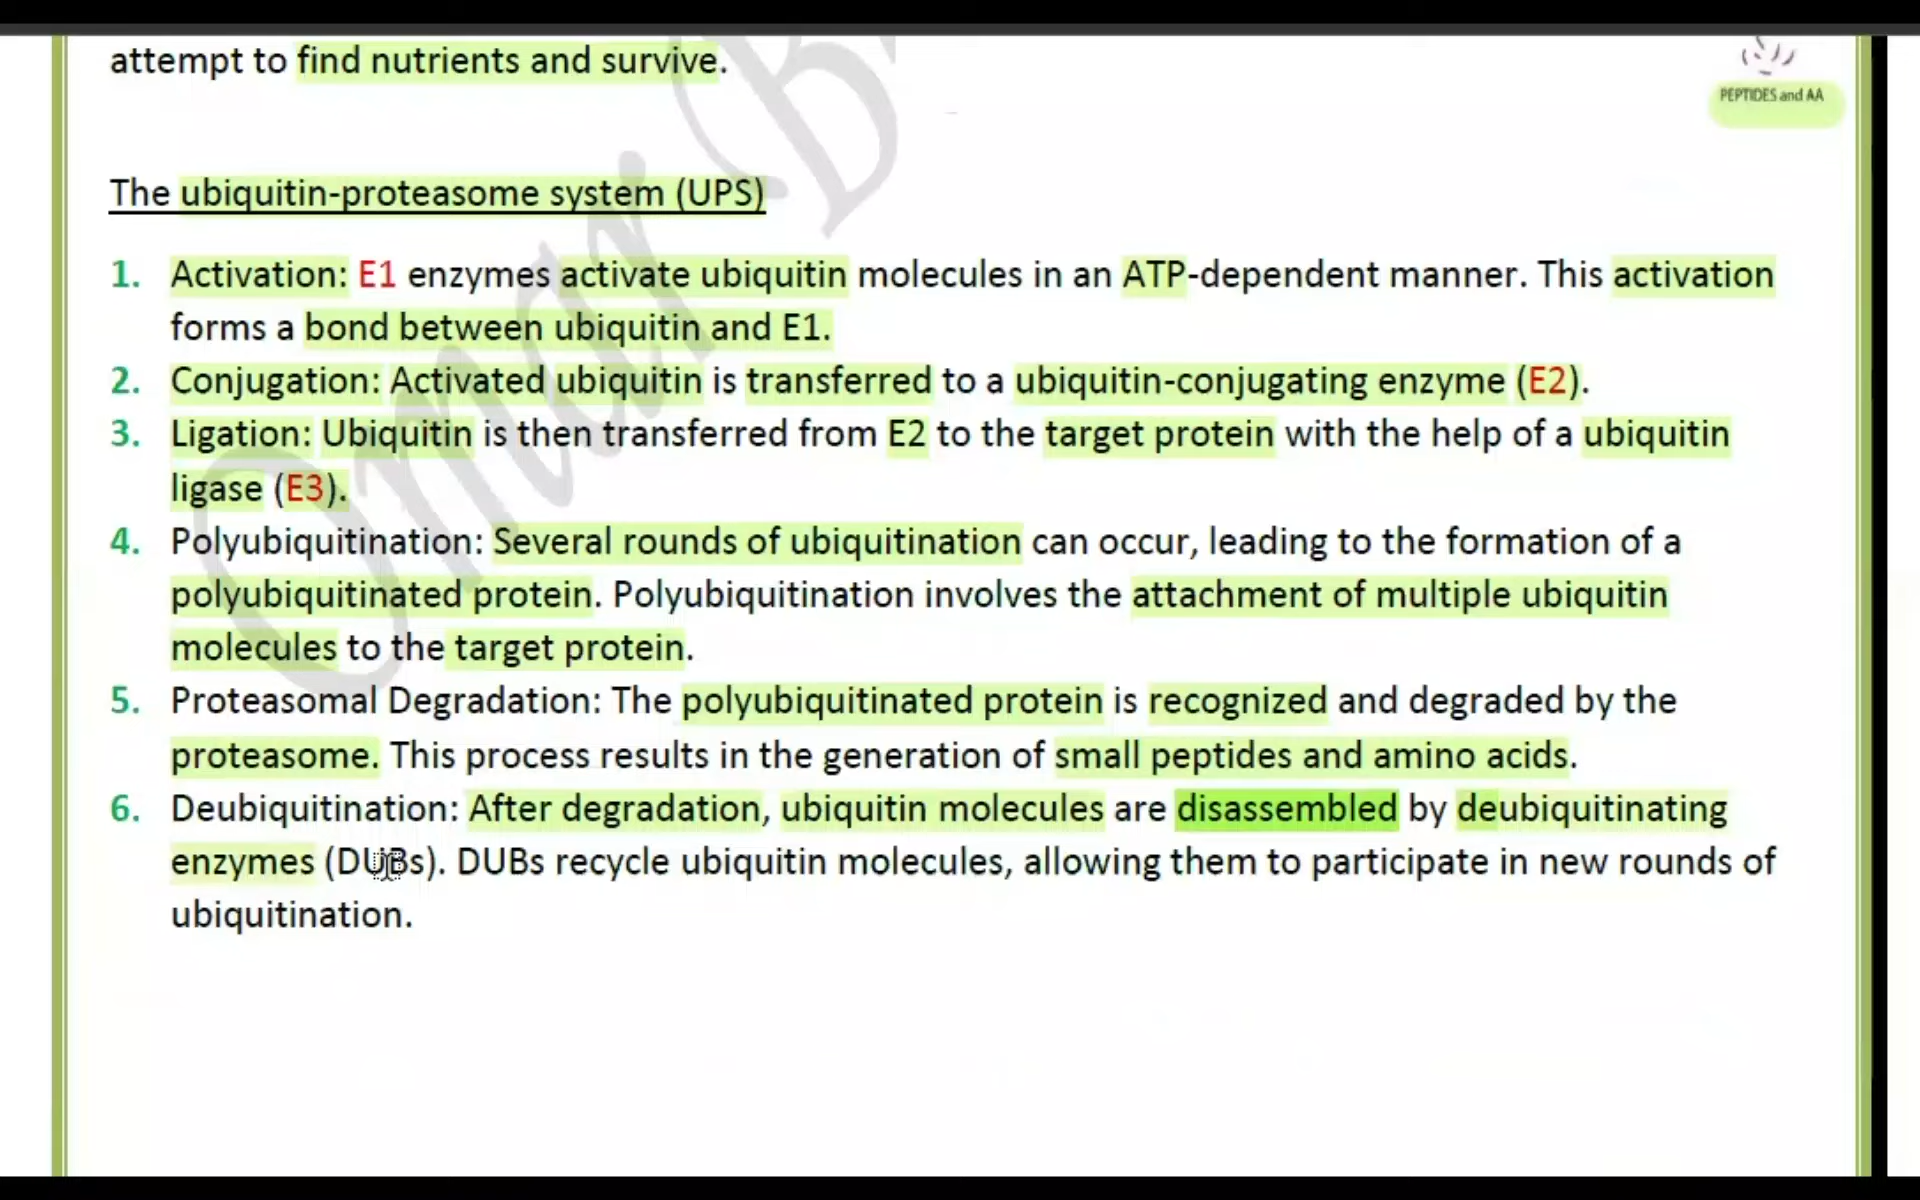 attempt to find nutrients and survive.
PEPTIDES and AA
The ubiquitin-proteasome system (UPS)
1. Activation: E1 enzymes activate ubiquitin molecules in an ATP-dependent manner. This activation
forms a bond between ubiquitin and E1.
2. Conjugation: Activated ubiquitin is transferred to a ubiquitin-conjugating enzyme (E2).
3. Ligation: Ubiquitin is then transferred from E2 to the target protein with the help of a ubiquitin
ligase (E3).
4. Polyubiquitination: Several rounds of ubiquitination can occur, leading to the formation of a
polyubiquitinated protein. Polyubiquitination involves the attachment of multiple ubiquitin
molecules to the target protein.
5. Proteasomal Degradation: The polyubiquitinated protein is recognized and degraded by the
proteasome. This process results in the generation of small peptides and amino acids.
6. Deubiquitination: After degradation, ubiquitin molecules are disassembled by deubiquitinating
enzymes (DUBs). DUBs recycle ubiquitin molecules, allowing them to participate in new rounds of
ubiquitination.
Omar